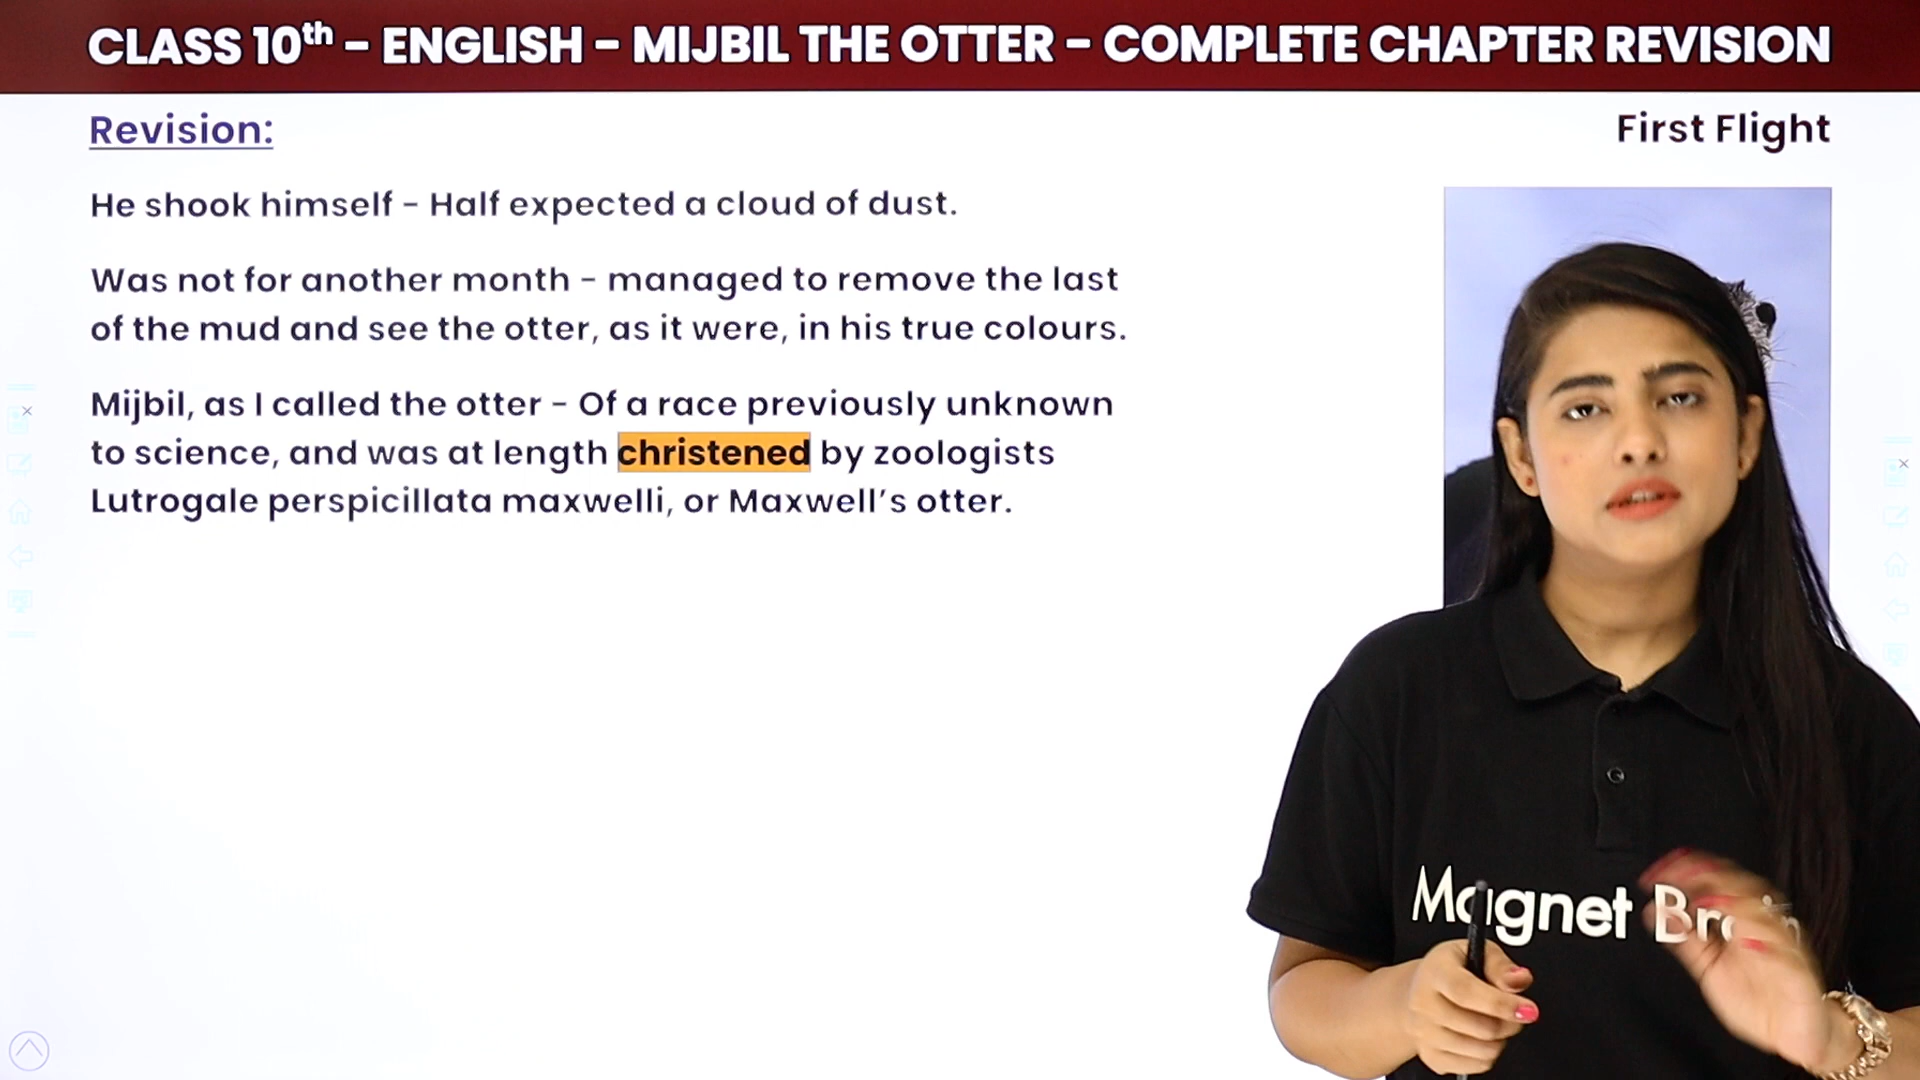 CLASS 10th – ENGLISH – MIJBIL THE OTTER – COMPLETE CHAPTER REVISION
Revision:
First Flight
He shook himself – Half expected a cloud of dust.
Was not for another month – managed to remove the last
of the mud and see the otter, as it were, in his true colours.
Mijbil, as I called the otter – Of a race previously unknown
to science, and was at length christened by zoologists
Lutrogale perspicillata maxwelli, or Maxwell’s otter.
Magnet